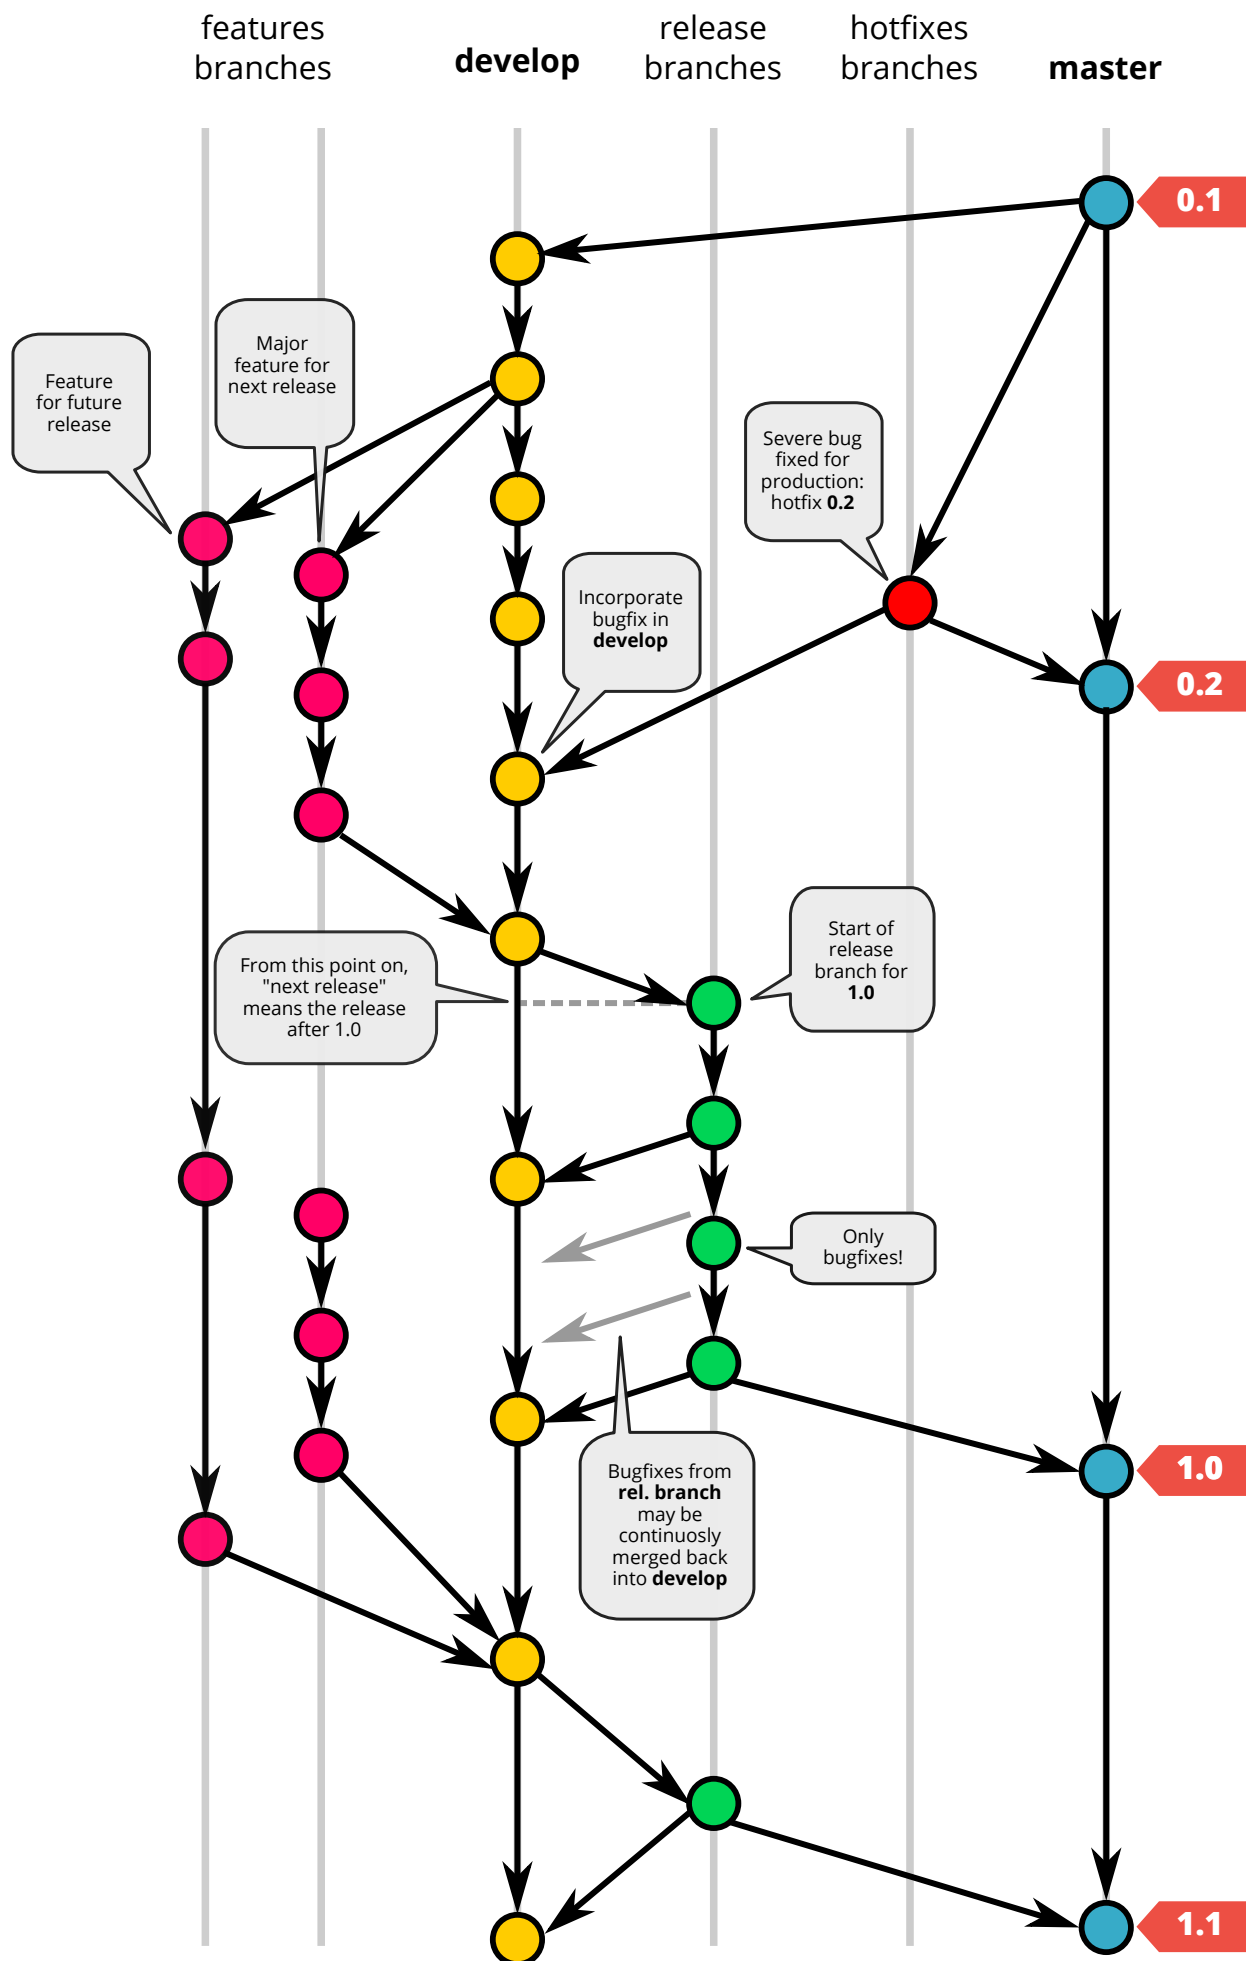 features
branches
develop
release
branches
hotfixes
branches
master
0.1
Major
feature for
next release
Feature
for future
release
Severe bug
fixed for
production:
hotfix 0.2
Incorporate
bugfix in
develop
0.2
Start of
release
branch for
1.0
From this point on,
"next release"
means the release
after 1.0
Only
bugfixes!
1.0
Bugfixes from
rel. branch
may be
continuosly
merged back
into develop
1.1